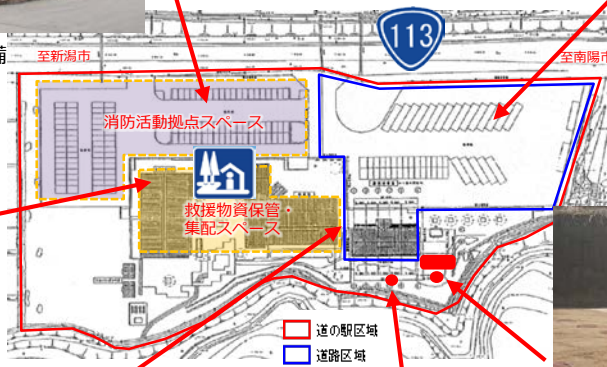 備
至新潟市
113
至南陽市
消防活動拠点スペース
救援物資保管・
集配スペース
道の駅区域
道路区域